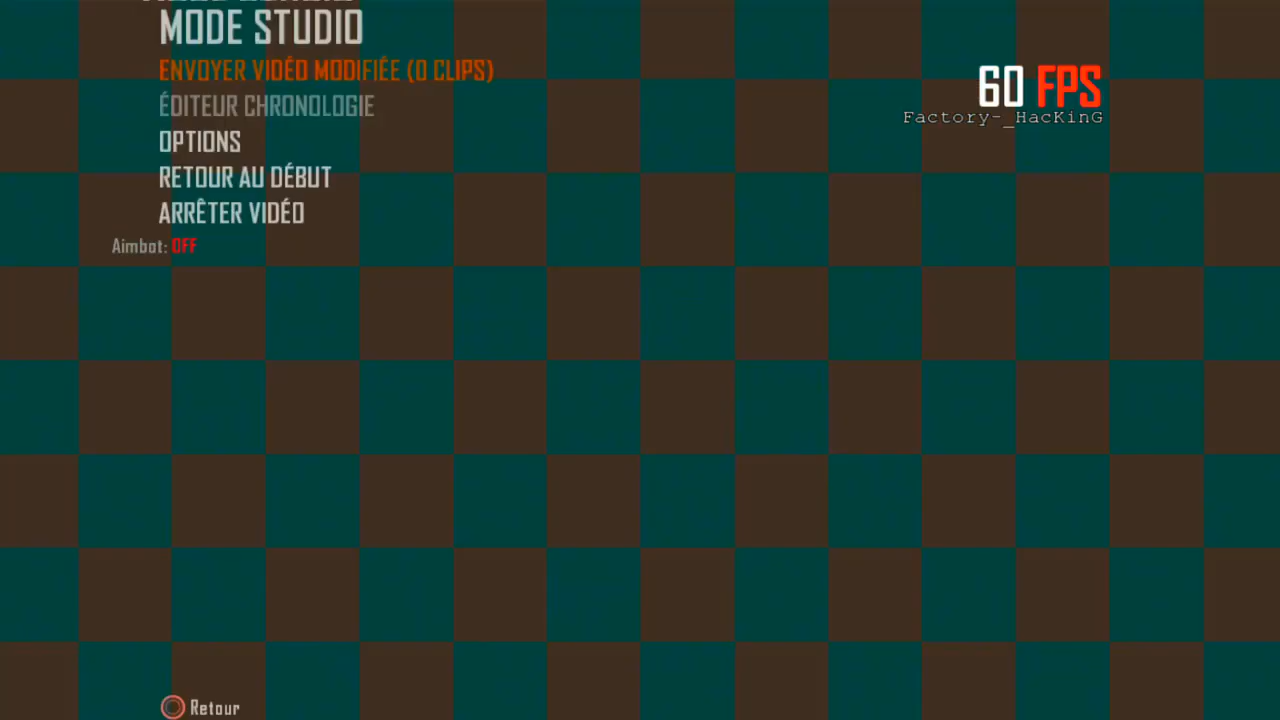 MODE STUDIO
ENVOYER VIDÉO MODIFIÉE (0 CLIPS)
ÉDITEUR CHRONOLOGIE
OPTIONS
RETOUR AU DÉBUT
ARRÊTER VIDÉO
Aimbot: OFF
60 FPS
Factory-_HacKinG
Retour